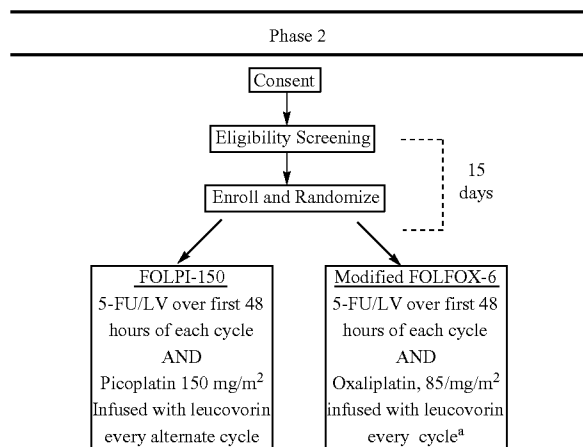 Phase 2
Consent
Eligibility Screening
15
days
Enroll and Randomize
FOLPI-150
5-FU/LV over first 48
hours of each cycle
AND
Picoplatin 150 mg/m²
Infused with leucovorin
every alternate cycle
Modified FOLFOX-6
5-FU/LV over first 48
hours of each cycle
AND
Oxaliplatin, 85/mg/m²
infused with leucovorin
every cycleᵃ